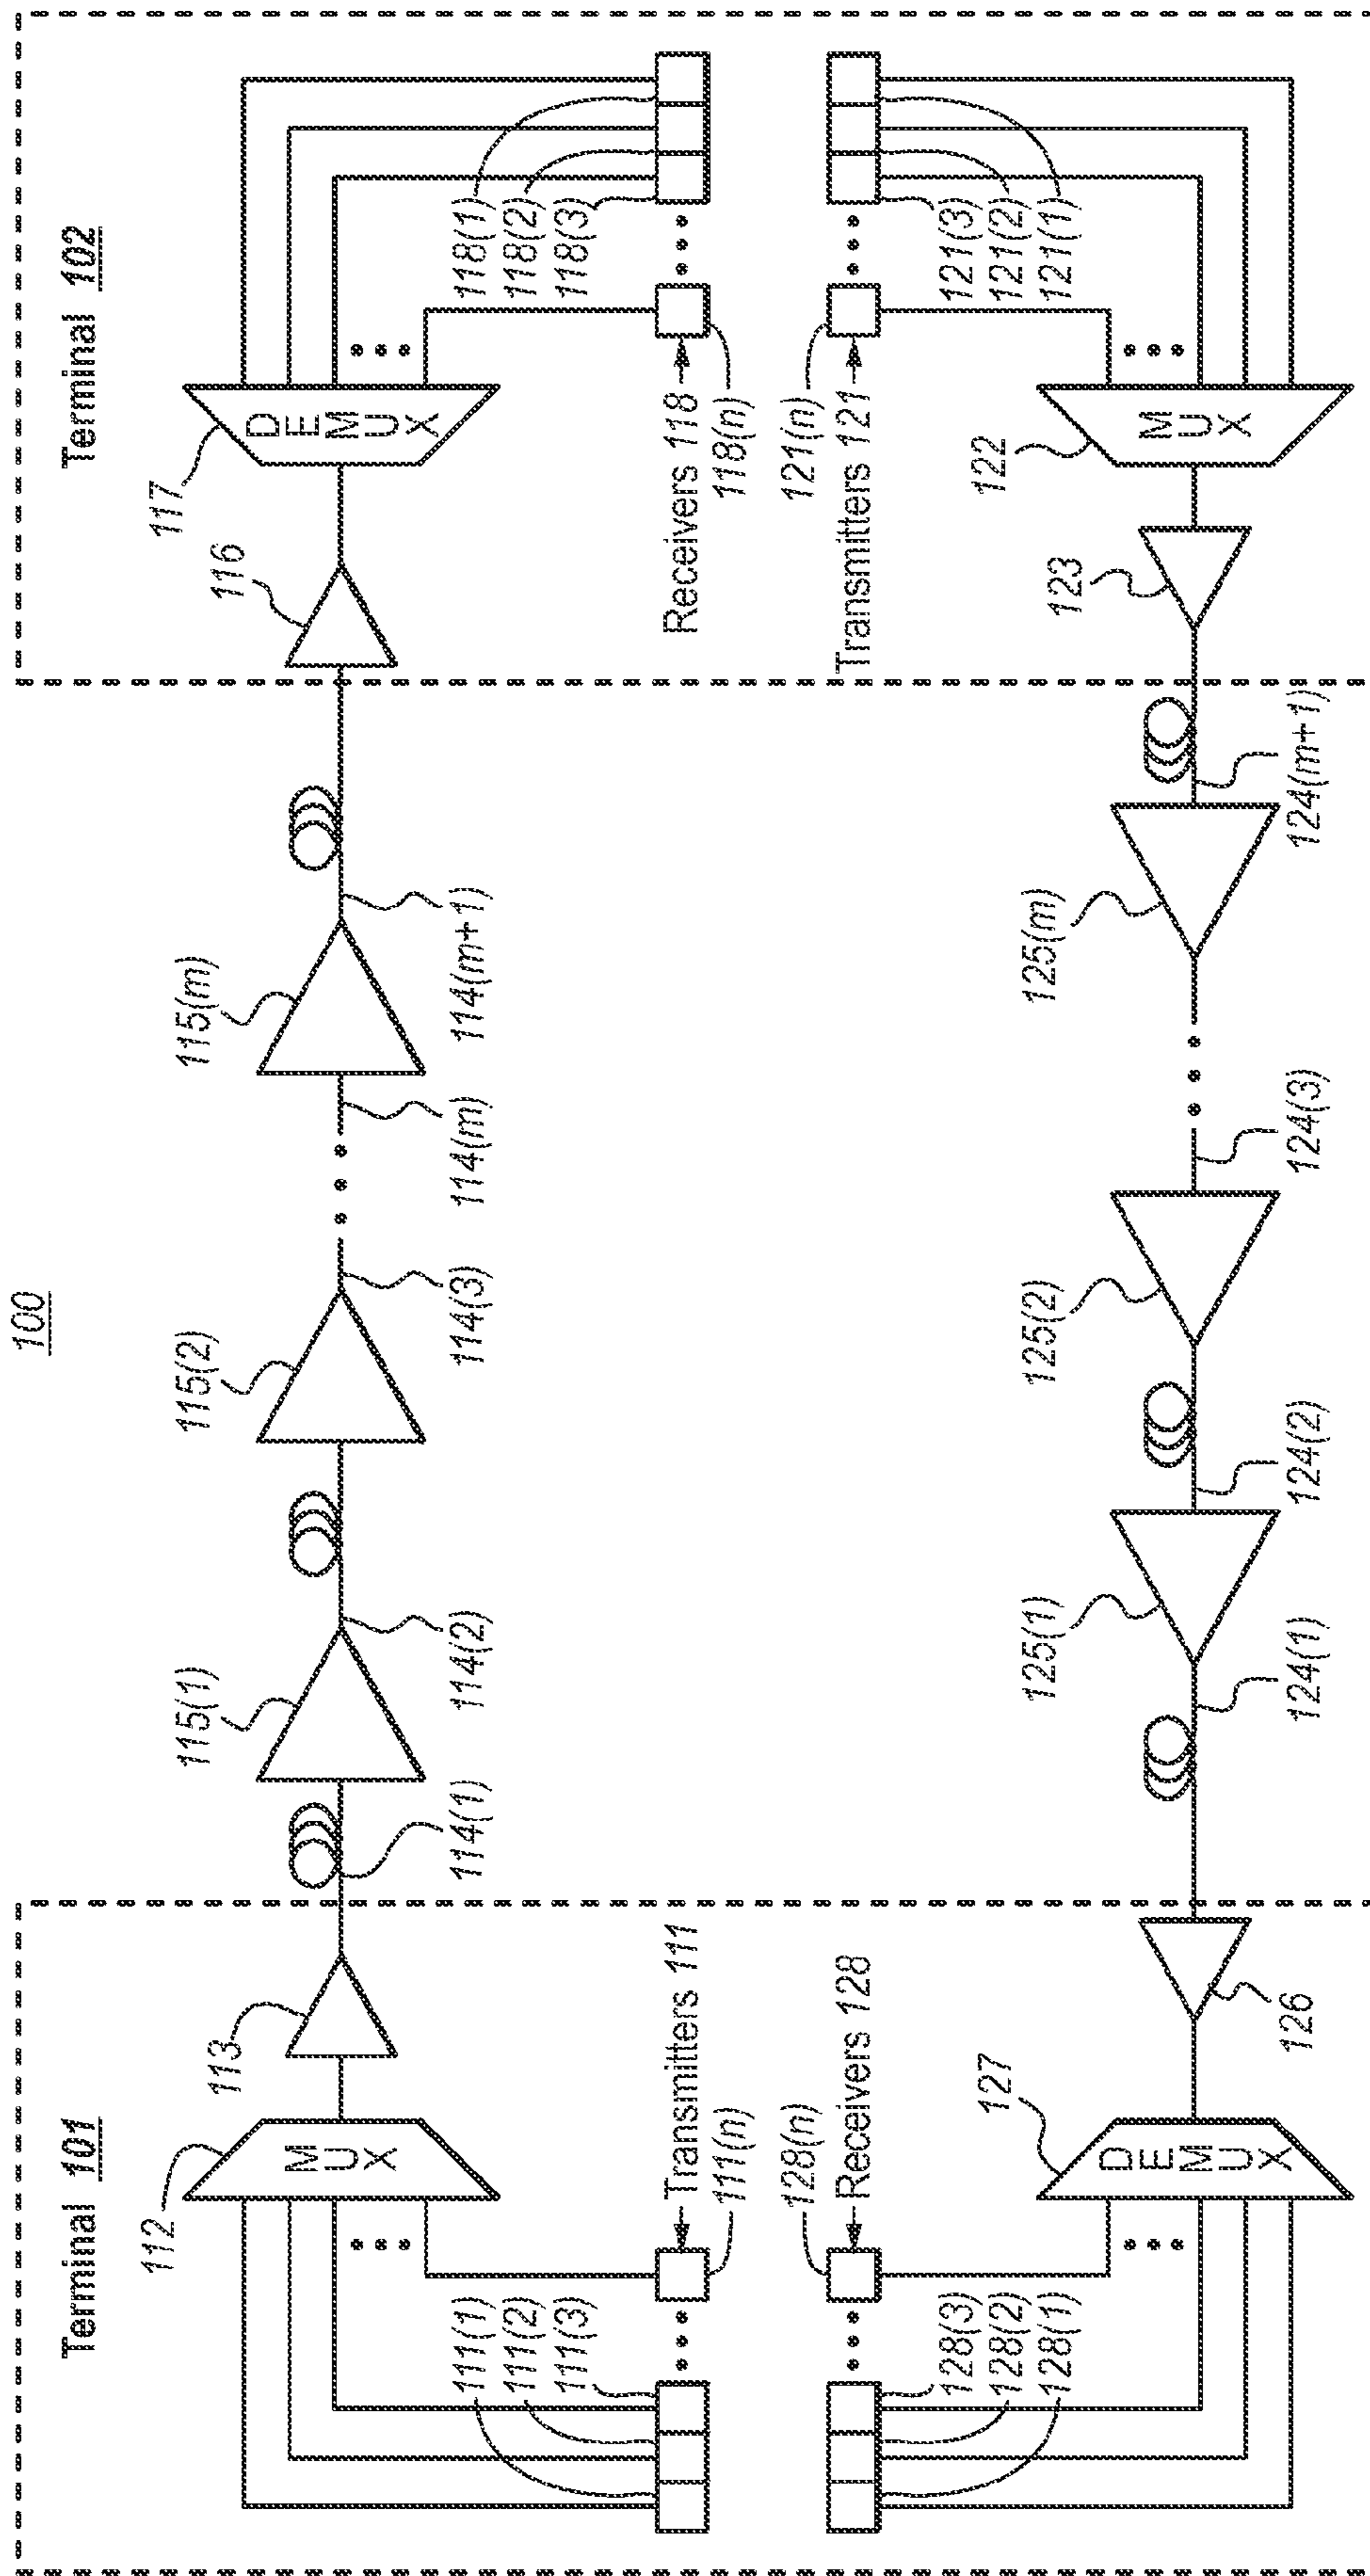 100
Terminal 101
Terminal 102
112
MUX
113
114(1)
115(1)
114(2)
115(2)
114(3)
114(m)
115(m)
114(m+1)
116
117
DEMUX
111(1)
111(2)
111(3)
Transmitters 111
111(n)
118(1)
118(2)
118(3)
Receivers 118
118(n)
128(n)
Receivers 128
128(3)
128(2)
128(1)
127
DEMUX
126
124(1)
125(1)
124(2)
125(2)
124(3)
125(m)
124(m+1)
123
122
MUX
121(n)
Transmitters 121
121(3)
121(2)
121(1)